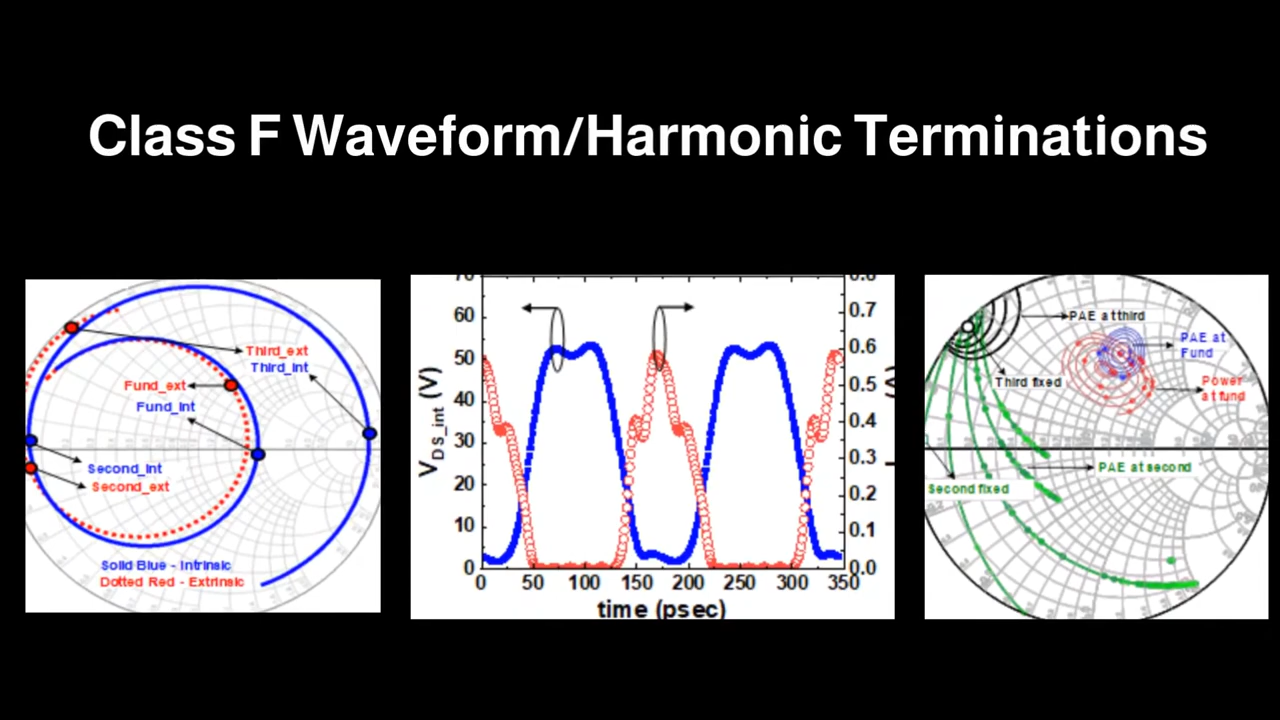 Class F Waveform/Harmonic Terminations
Third_ext
Third_Int
Fund_ext
Fund_Int
Second_Int
Second_ext
Solid Blue - Intrinsic
Dotted Red - Extrinsic
V_DS_int (V)
70
60
50
40
30
20
10
0
0.8
0.7
0.6
0.5
0.4
0.3
0.2
0.1
0.0
0 50 100 150 200 250 300 350
time (psec)
PAE at third
PAE at
Fund
Third fixed
Power
at fund
PAE at second
Second fixed